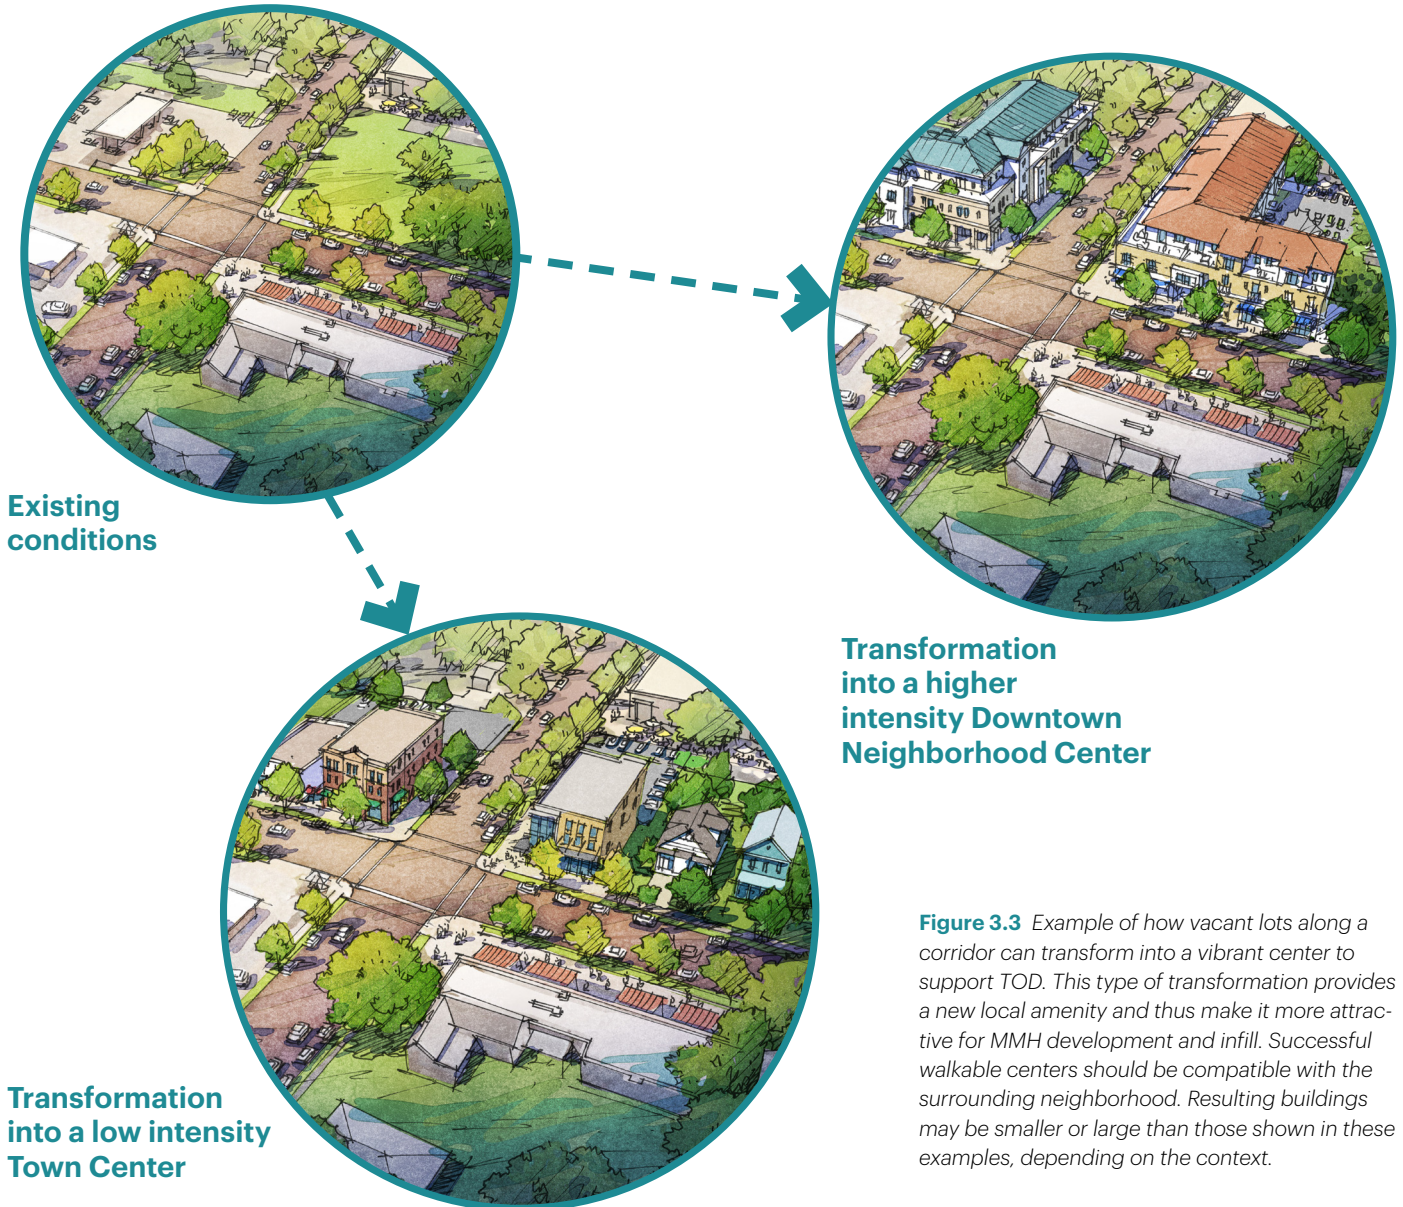 Existing
conditions
Transformation
into a higher
intensity Downtown
Neighborhood Center
Transformation
into a low intensity
Town Center
Figure 3.3 Example of how vacant lots along a
corridor can transform into a vibrant center to
support TOD. This type of transformation provides
a new local amenity and thus make it more attrac-
tive for MMH development and infill. Successful
walkable centers should be compatible with the
surrounding neighborhood. Resulting buildings
may be smaller or large than those shown in these
examples, depending on the context.